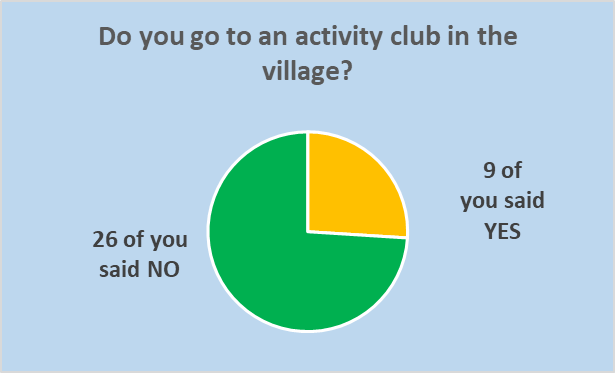 Do you go to an activity club in the
village?
9 of
you said
YES
26 of you
said NO